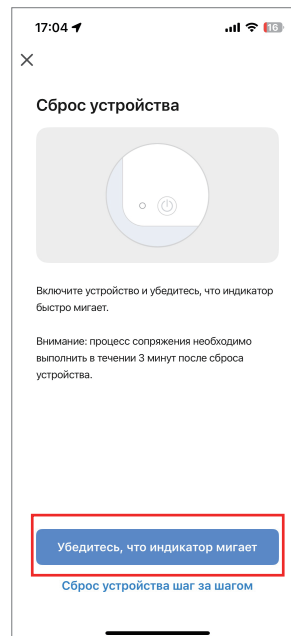 17:04
16
Сброс устройства
Включите устройство и убедитесь, что индикатор
быстро мигает.
Внимание: процесс сопряжения необходимо
выполнить в течении 3 минут после сброса
устройства.
Убедитесь, что индикатор мигает
Сброс устройства шаг за шагом